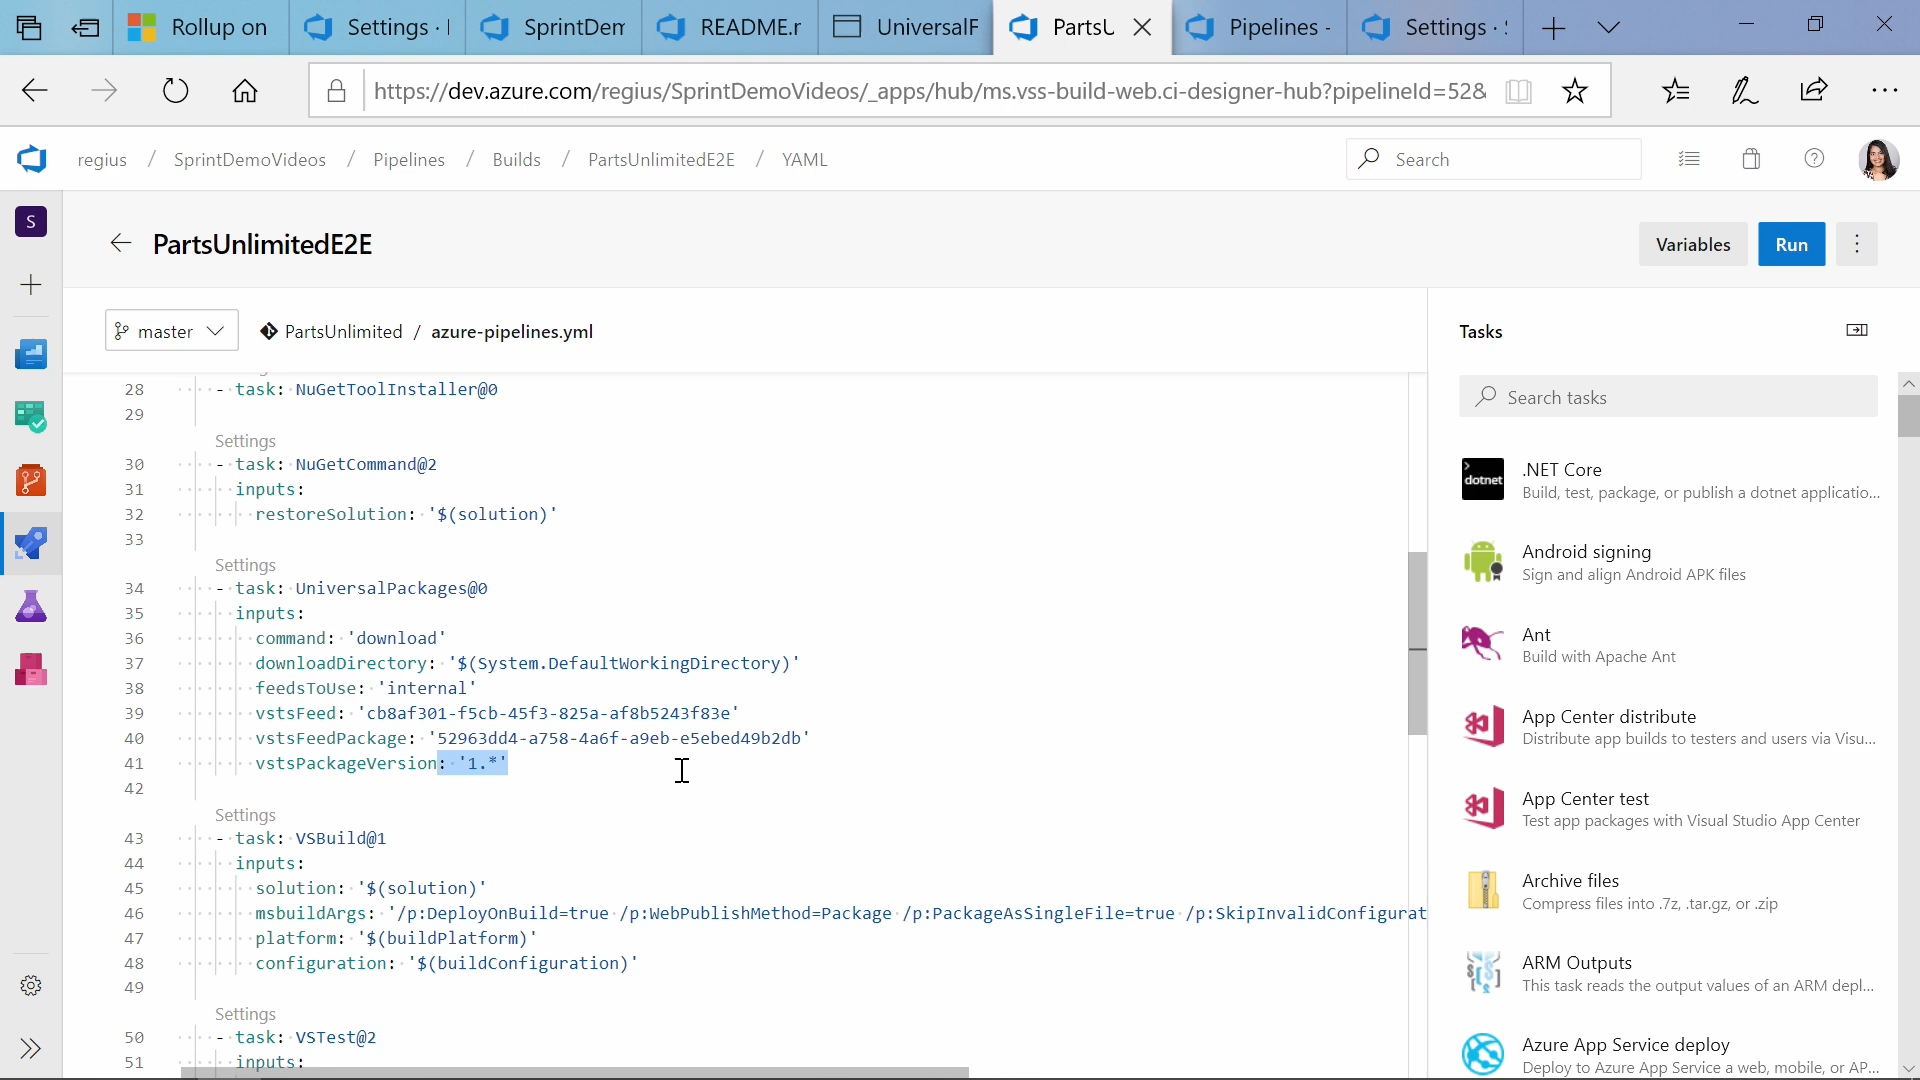 Rollup on
Settings · |
SprintDem
README.r
UniversalF
PartsU
Pipelines -
Settings · S
https://dev.azure.com/regius/SprintDemoVideos/_apps/hub/ms.vss-build-web.ci-designer-hub?pipelineId=52&
regius / SprintDemoVideos / Pipelines / Builds / PartsUnlimitedE2E / YAML
Search
S
PartsUnlimitedE2E
Variables
Run
master
PartsUnlimited / azure-pipelines.yml
28 - task: NuGetToolInstaller@0
29
Settings
30 - task: NuGetCommand@2
31 inputs:
32 restoreSolution: '$(solution)'
33
Settings
34 - task: UniversalPackages@0
35 inputs:
36 command: 'download'
37 downloadDirectory: '$(System.DefaultWorkingDirectory)'
38 feedsToUse: 'internal'
39 vstsFeed: 'cb8af301-f5cb-45f3-825a-af8b5243f83e'
40 vstsFeedPackage: '52963dd4-a758-4a6f-a9eb-e5ebed49b2db'
41 vstsPackageVersion: '1.*'
42
Settings
43 - task: VSBuild@1
44 inputs:
45 solution: '$(solution)'
46 msbuildArgs: '/p:DeployOnBuild=true /p:WebPublishMethod=Package /p:PackageAsSingleFile=true /p:SkipInvalidConfigurat
47 platform: '$(buildPlatform)'
48 configuration: '$(buildConfiguration)'
49
Settings
50 - task: VSTest@2
51 inputs:
Tasks
Search tasks
dotnet
.NET Core
Build, test, package, or publish a dotnet applicatio...
Android signing
Sign and align Android APK files
Ant
Build with Apache Ant
App Center distribute
Distribute app builds to testers and users via Visu...
App Center test
Test app packages with Visual Studio App Center
Archive files
Compress files into .7z, .tar.gz, or .zip
ARM Outputs
This task reads the output values of an ARM depl...
Azure App Service deploy
Deploy to Azure App Service a web, mobile, or AP...